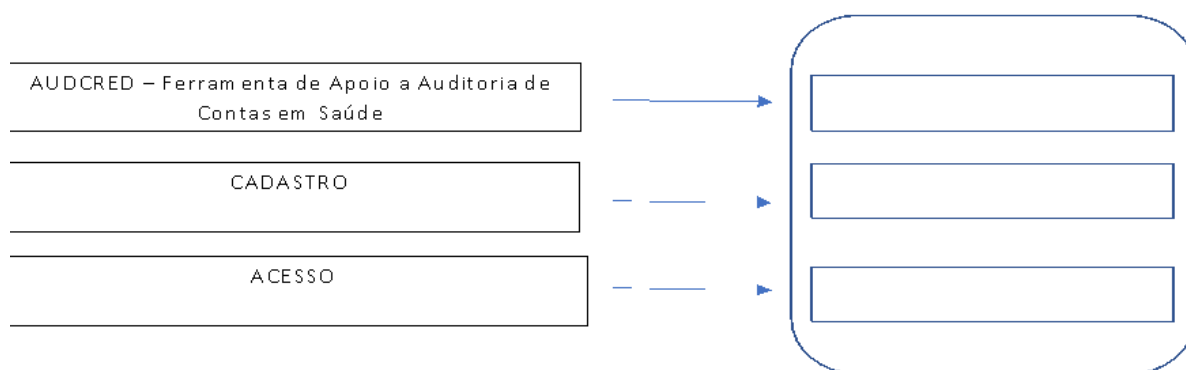 AUDCRED – Ferramenta de Apoio a Auditoria de
Contas em Saúde
CADASTRO
ACESSO